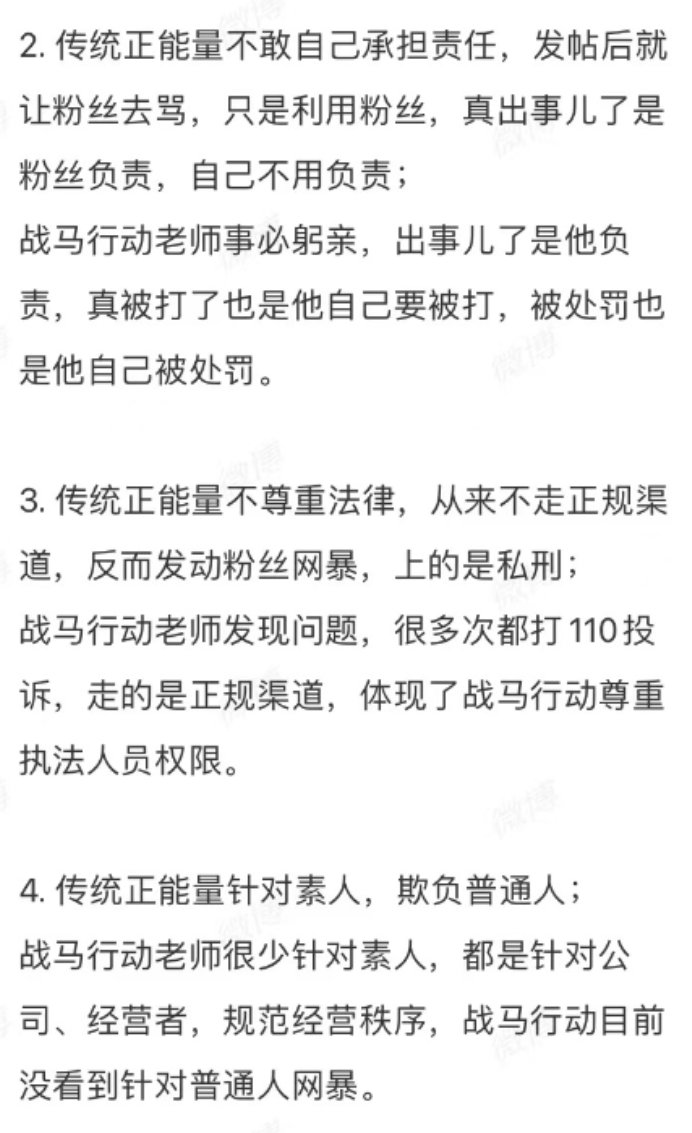 2. 传统正能量不敢自己承担责任，发帖后就
让粉丝去骂，只是利用粉丝，真出事儿了是
粉丝负责，自己不用负责；
战马行动老师事必躬亲，出事儿了是他负
责，真被打了也是他自己要被打，被处罚也
是他自己被处罚。
3. 传统正能量不尊重法律，从来不走正规渠
道，反而发动粉丝网暴，上的是私刑；
战马行动老师发现问题，很多次都打110投
诉，走的是正规渠道，体现了战马行动尊重
执法人员权限。
4. 传统正能量针对素人，欺负普通人；
战马行动老师很少针对素人，都是针对公
司、经营者，规范经营秩序，战马行动目前
没看到针对普通人网暴。